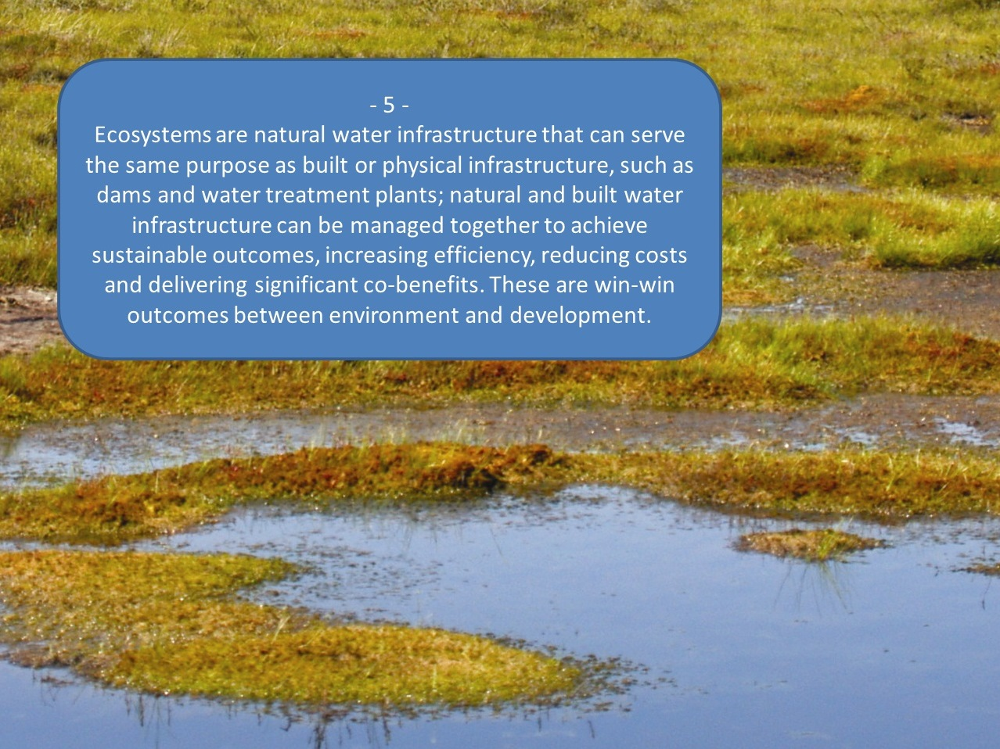 - 5 -
Ecosystems are natural water infrastructure that can serve
the same purpose as built or physical infrastructure, such as
dams and water treatment plants; natural and built water
infrastructure can be managed together to achieve
sustainable outcomes, increasing efficiency, reducing costs
and delivering significant co-benefits. These are win-win
outcomes between environment and development.